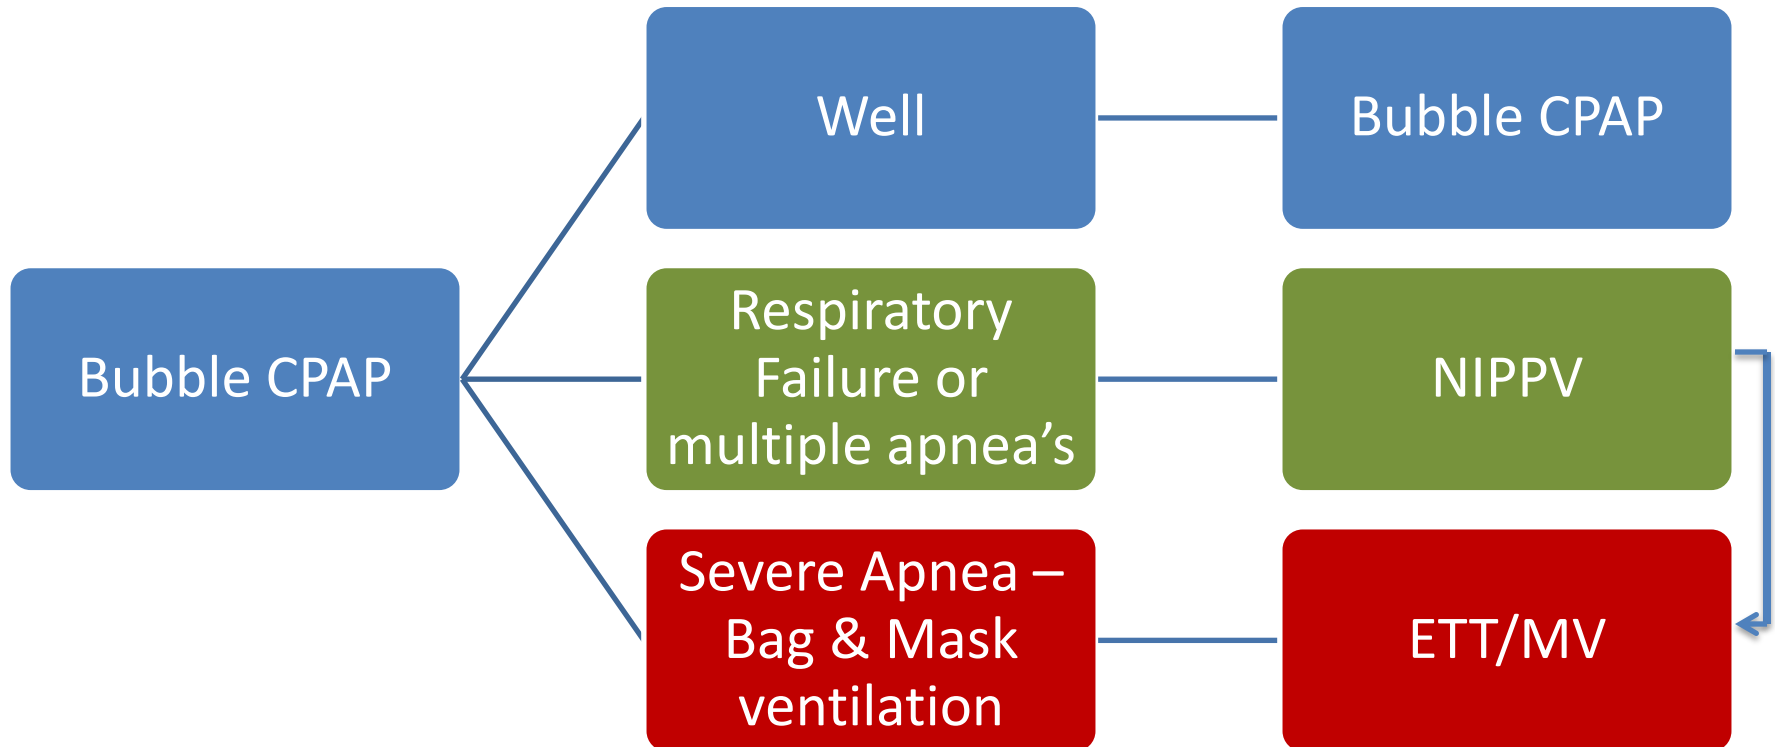 Bubble CPAP
Well
Bubble CPAP
Respiratory
Failure or
multiple apnea’s
NIPPV
Severe Apnea –
Bag & Mask
ventilation
ETT/MV